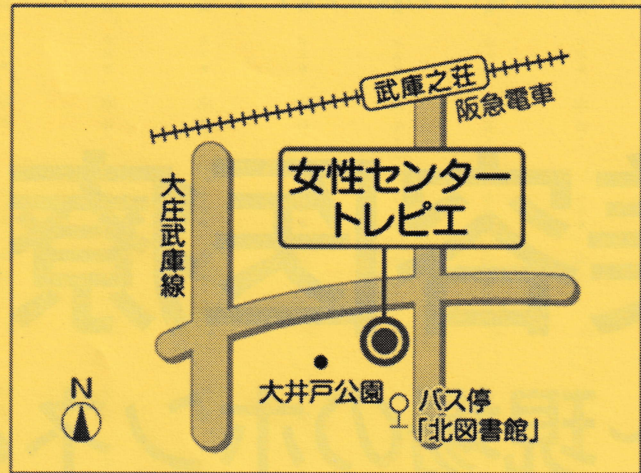 武庫之荘
阪急電車
大庄武庫線
女性センター
トレピエ
N
大井戸公園
バス停
「北図書館」